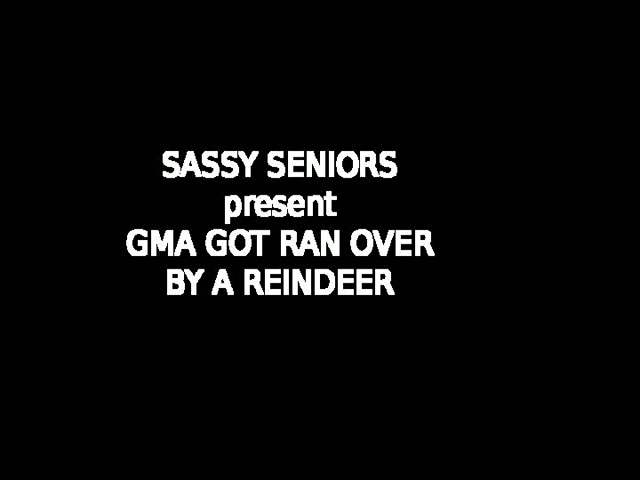 SASSY SENIORS
present
GMA GOT RAN OVER
BY A REINDEER